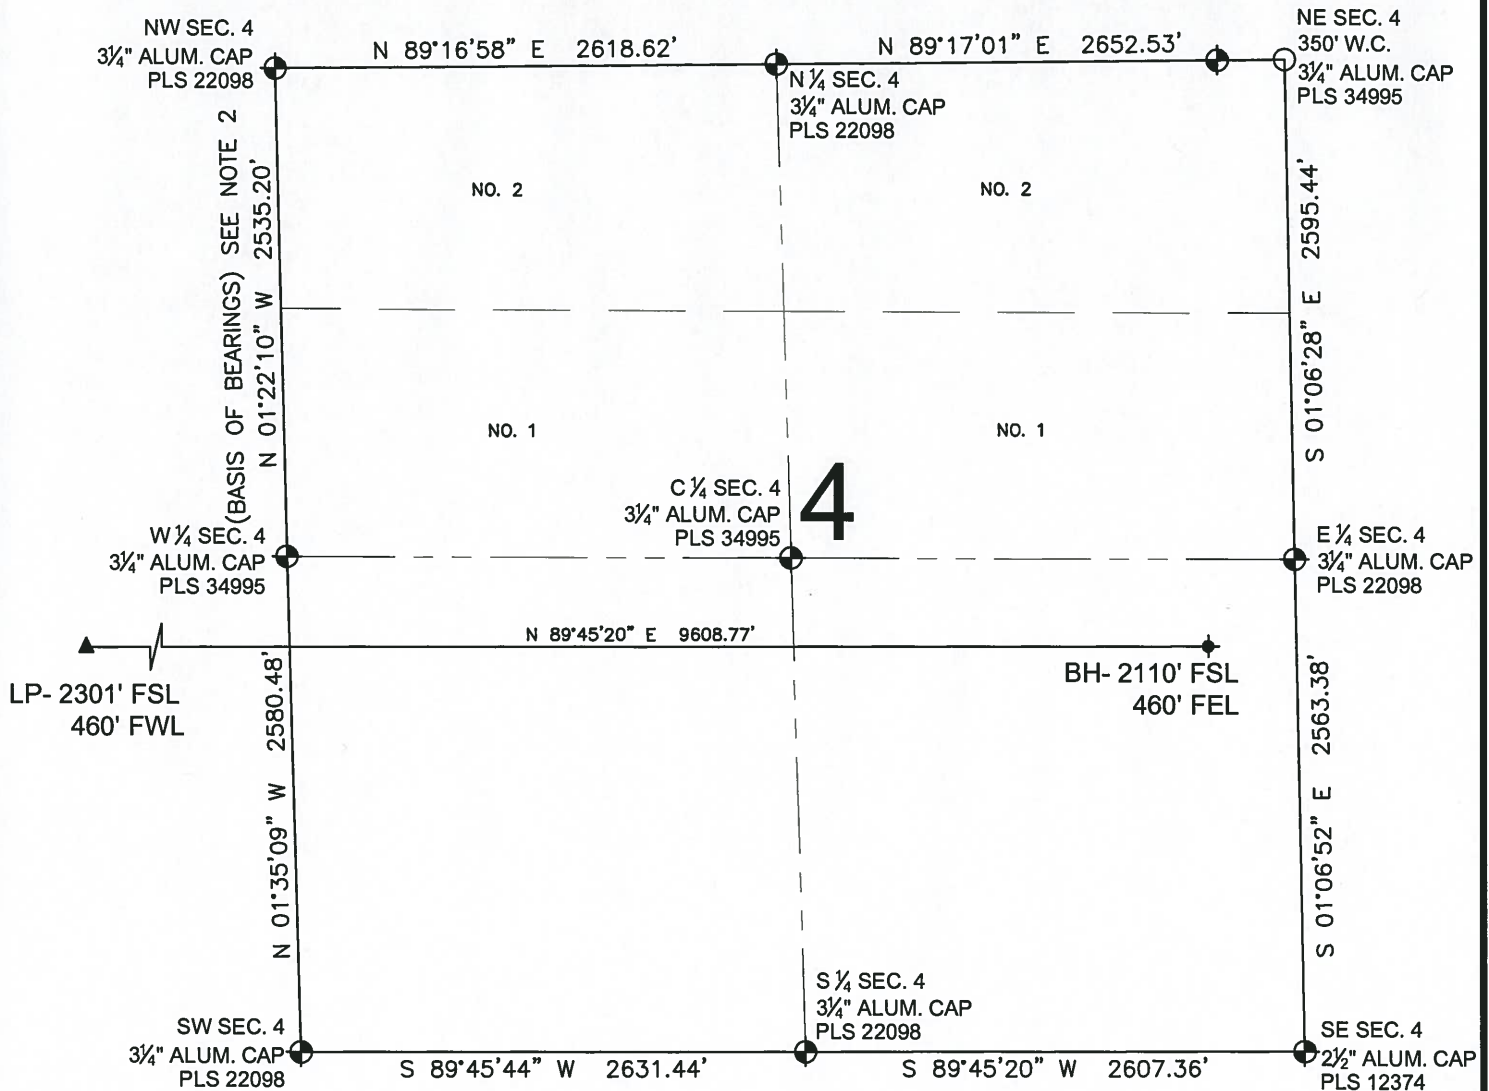 NW SEC. 4
3¼" ALUM. CAP
PLS 22098
N 89°16'58" E 2618.62'
N ¼ SEC. 4
3¼" ALUM. CAP
PLS 22098
N 89°17'01" E 2652.53'
NE SEC. 4
350' W.C.
3¼" ALUM. CAP
PLS 34995
(BASIS OF BEARINGS) SEE NOTE 2
N 01°22'10" W 2535.20'
NO. 2
NO. 2
S 01°06'28" E 2595.44'
NO. 1
NO. 1
C ¼ SEC. 4
3¼" ALUM. CAP
PLS 34995
4
W ¼ SEC. 4
3¼" ALUM. CAP
PLS 34995
E ¼ SEC. 4
3¼" ALUM. CAP
PLS 22098
N 89°45'20" E 9608.77'
LP- 2301' FSL
460' FWL
BH- 2110' FSL
460' FEL
N 01°35'09" W 2580.48'
S 01°06'52" E 2563.38'
S ¼ SEC. 4
3¼" ALUM. CAP
PLS 22098
SW SEC. 4
3¼" ALUM. CAP
PLS 22098
S 89°45'44" W 2631.44'
S 89°45'20" W 2607.36'
SE SEC. 4
2½" ALUM. CAP
PLS 12374